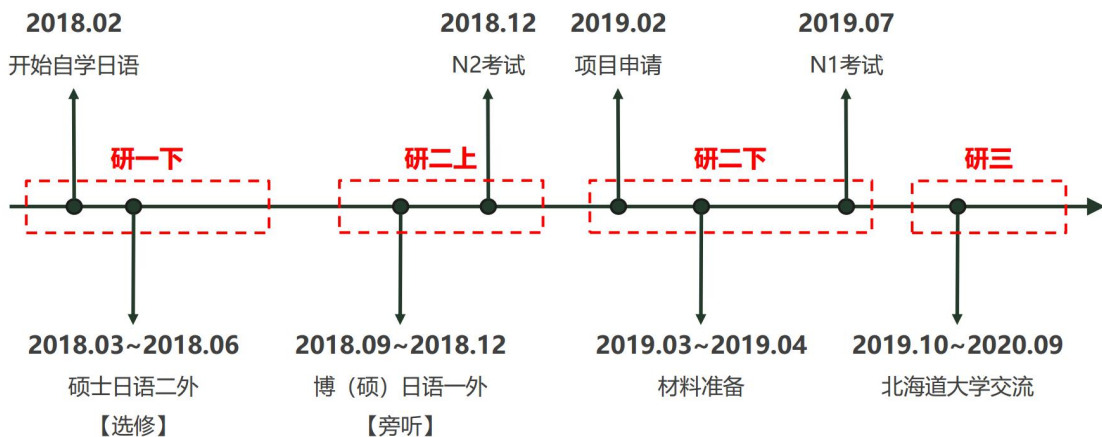 2018.02
开始自学日语
2018.12
N2考试
2019.02
项目申请
2019.07
N1考试
研一下
研二上
研二下
研三
2018.03~2018.06
硕士日语二外
【选修】
2018.09~2018.12
博（硕）日语一外
【旁听】
2019.03~2019.04
材料准备
2019.10~2020.09
北海道大学交流